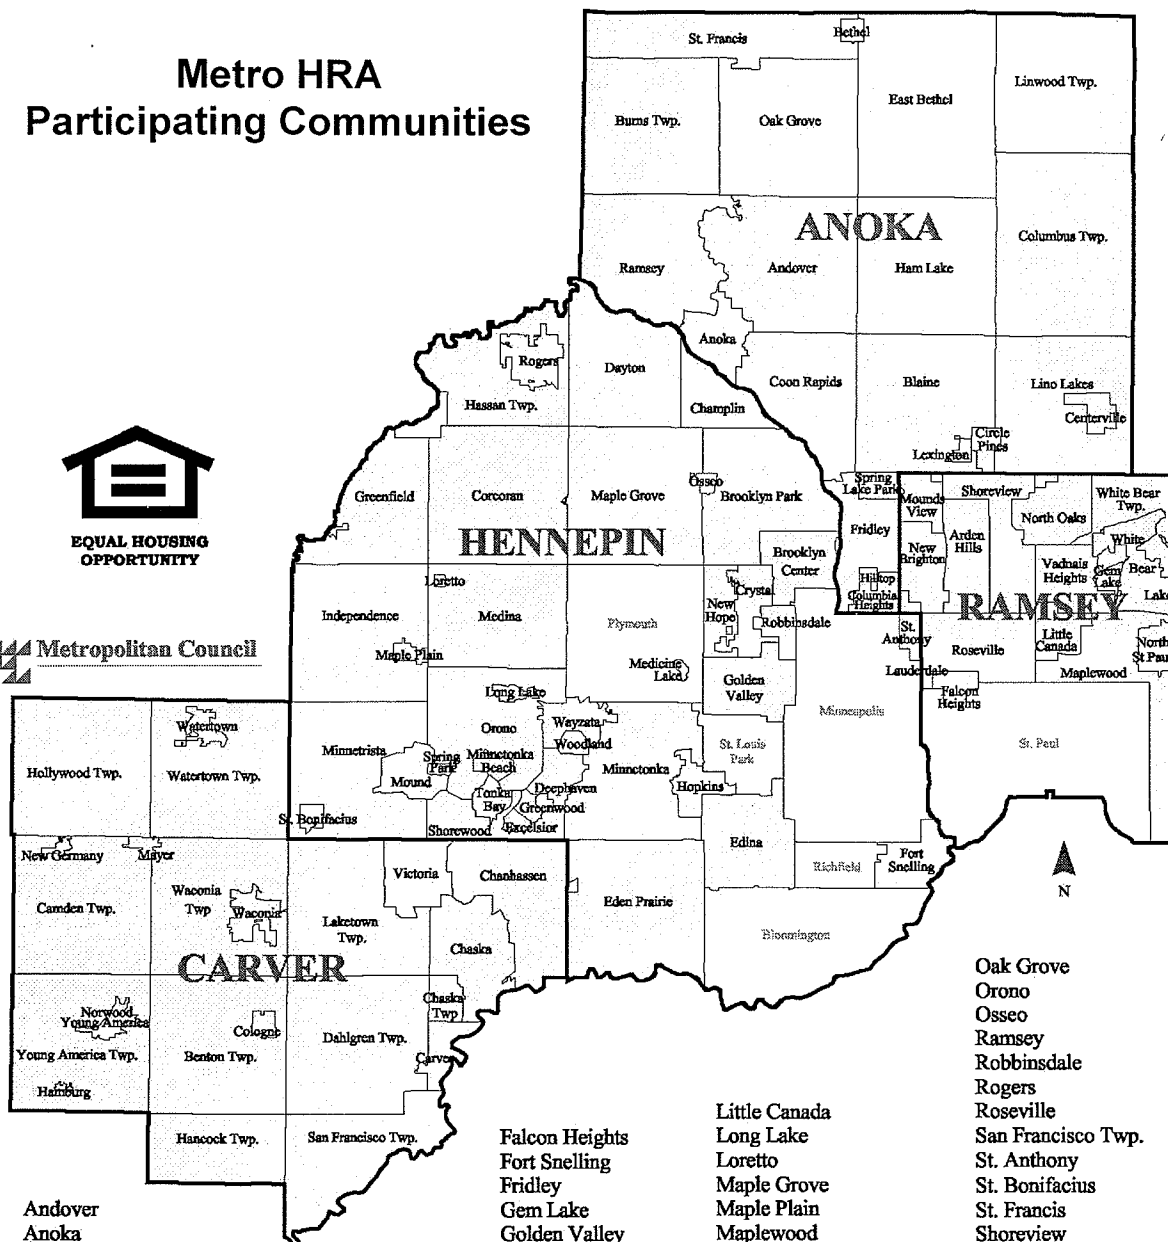 Metro HRA
Participating Communities
St. Francis
Bethel
Burns Twp.
Oak Grove
East Bethel
Linwood Twp.
ANOKA
Columbus Twp.
Ramsey
Andover
Ham Lake
Anoka
Rogers
Dayton
Coon Rapids
Blaine
Lino Lakes
Hassan Twp.
Champlin
Centerville
Circle
Pines
Lexington
EQUAL HOUSING
OPPORTUNITY
Greenfield
Corcoran
Maple Grove
Osseo
Brooklyn Park
Spring
Lake Park
Mounds
View
Shoreview
White Bear
Twp.
North Oaks
HENNEPIN
Fridley
Arden
Hills
White
Bear
Lake
Brooklyn
Center
New
Brighton
Vadnais
Heights
Gem
Lake
Loretto
Crystal
Hilltop
Columbia
Heights
RAMSEY
Independence
Medina
Plymouth
New
Hope
Robbinsdale
St.
Anthony
Roseville
Little
Canada
North
St Pau
Metropolitan Council
Maple Plain
Medicine
Lake
Golden
Valley
Lauderdale
Maplewood
Long Lake
Falcon
Heights
Watertown
Orono
Wayzata
Woodland
Minneapolis
Hollywood Twp.
Watertown Twp.
Minnetrista
Spring
Park
Minnetonka
Beach
Minnetonka
St. Louis
Park
St. Paul
Mound
Tonka
Bay
Deephaven
Greenwood
Hopkins
St. Bonifacius
Shorewood
Excelsior
Edina
New Germany
Mayer
Victoria
Chanhassen
Richfield
Fort
Snelling
N
Camden Twp.
Waconia
Twp
Waconia
Laketown
Twp.
Eden Prairie
Bloomington
Chaska
CARVER
Chaska
Twp
Norwood
Young America
Cologne
Young America Twp.
Benton Twp.
Dahlgren Twp.
Carver
Hamburg
Hancock Twp.
San Francisco Twp.
Andover
Anoka
Falcon Heights
Fort Snelling
Fridley
Gem Lake
Golden Valley
Little Canada
Long Lake
Loretto
Maple Grove
Maple Plain
Maplewood
Oak Grove
Orono
Osseo
Ramsey
Robbinsdale
Rogers
Roseville
San Francisco Twp.
St. Anthony
St. Bonifacius
St. Francis
Shoreview